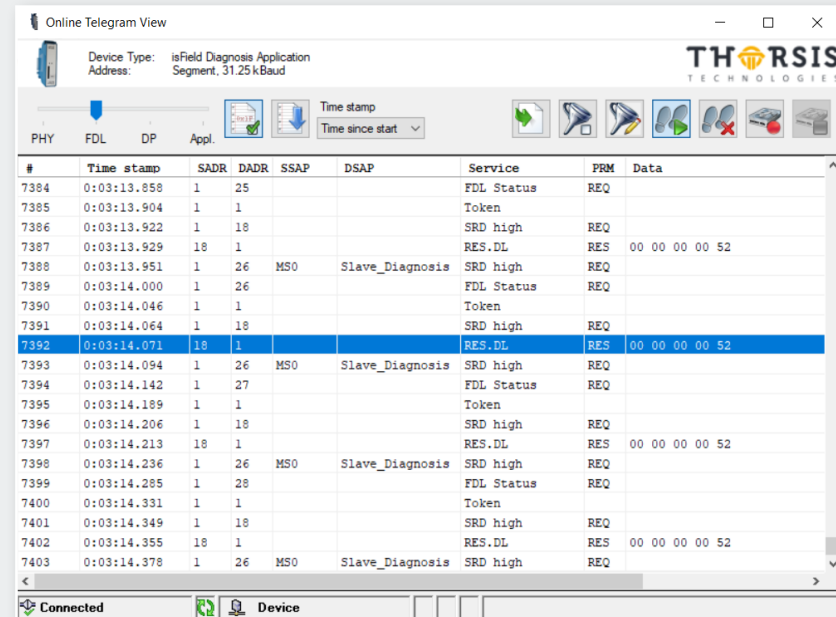 Online Telegram View
Device Type: isField Diagnosis Application
Address: Segment, 31.25 kBaud
THORSIS
TECHNOLOGIES
Time stamp
Time since start
PHY FDL DP Appl.
# Time stamp SADR DADR SSAP DSAP Service PRM Data
7384 0:03:13.858 1 25 FDL Status REQ
7385 0:03:13.904 1 1 Token
7386 0:03:13.922 1 18 SRD high REQ
7387 0:03:13.929 18 1 RES.DL RES 00 00 00 00 52
7388 0:03:13.951 1 26 MS0 Slave_Diagnosis SRD high REQ
7389 0:03:14.000 1 26 FDL Status REQ
7390 0:03:14.046 1 1 Token
7391 0:03:14.064 1 18 SRD high REQ
7392 0:03:14.071 18 1 RES.DL RES 00 00 00 00 52
7393 0:03:14.094 1 26 MS0 Slave_Diagnosis SRD high REQ
7394 0:03:14.142 1 27 FDL Status REQ
7395 0:03:14.189 1 1 Token
7396 0:03:14.206 1 18 SRD high REQ
7397 0:03:14.213 18 1 RES.DL RES 00 00 00 00 52
7398 0:03:14.236 1 26 MS0 Slave_Diagnosis SRD high REQ
7399 0:03:14.285 1 28 FDL Status REQ
7400 0:03:14.331 1 1 Token
7401 0:03:14.349 1 18 SRD high REQ
7402 0:03:14.355 18 1 RES.DL RES 00 00 00 00 52
7403 0:03:14.378 1 26 MS0 Slave_Diagnosis SRD high REQ
Connected Device